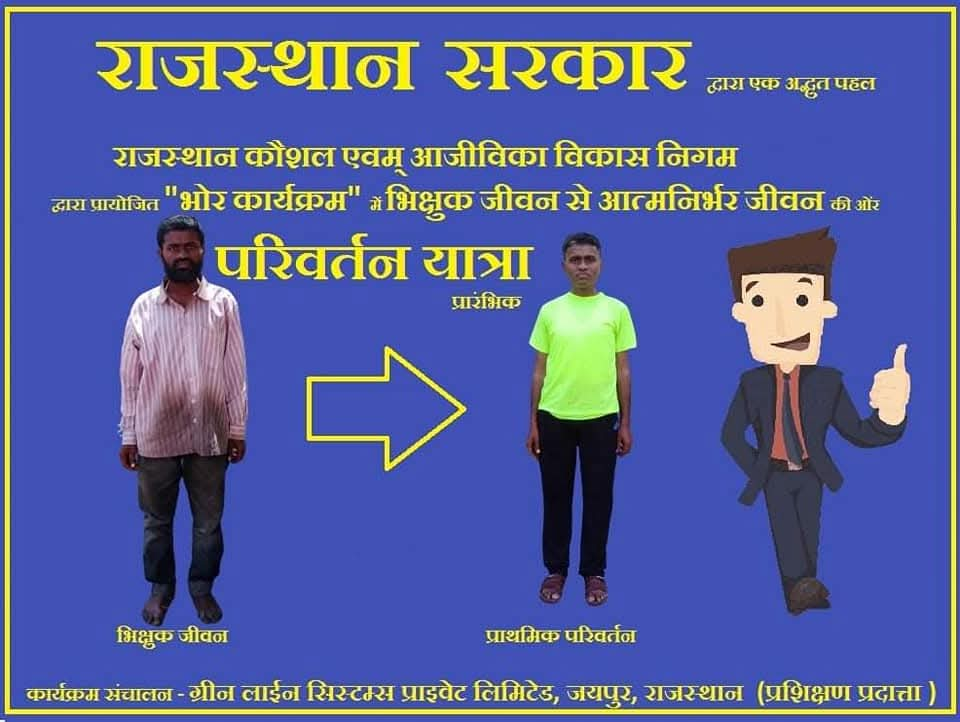 राजस्थान सरकार द्वारा एक अद्भुत पहल
राजस्थान कौशल एवम् आजीविका विकास निगम
द्वारा प्रायोजित "भोर कार्यक्रम" में भिक्षुक जीवन से आत्मनिर्भर जीवन की ओंर
परिवर्तन यात्रा
प्रारंभिक
भिक्षुक जीवन
प्राथमिक परिवर्तन
कार्यक्रम संचालन - ग्रीन लाईन सिस्टम्स प्राइवेट लिमिटेड, जयपुर, राजस्थान (प्रशिक्षण प्रदात्ता )